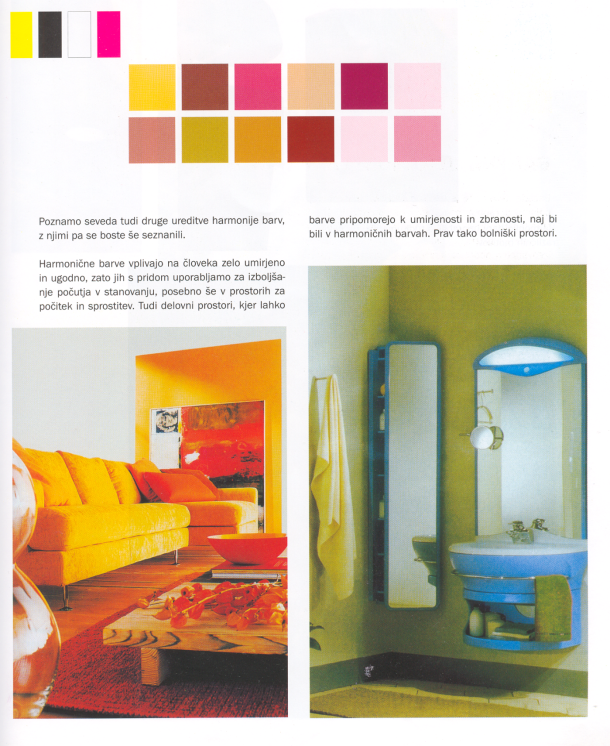 Poznamo seveda tudi druge ureditve harmonije barv,
z njimi pa se boste še seznanili.
Harmonične barve vplivajo na človeka zelo umirjeno
in ugodno, zato jih s pridom uporabljamo za izboljša-
nje počutja v stanovanju, posebno še v prostorih za
počitek in sprostitev. Tudi delovni prostori, kjer lahko
barve pripomorejo k umirjenosti in zbranosti, naj bi
bili v harmoničnih barvah. Prav tako bolniški prostori.